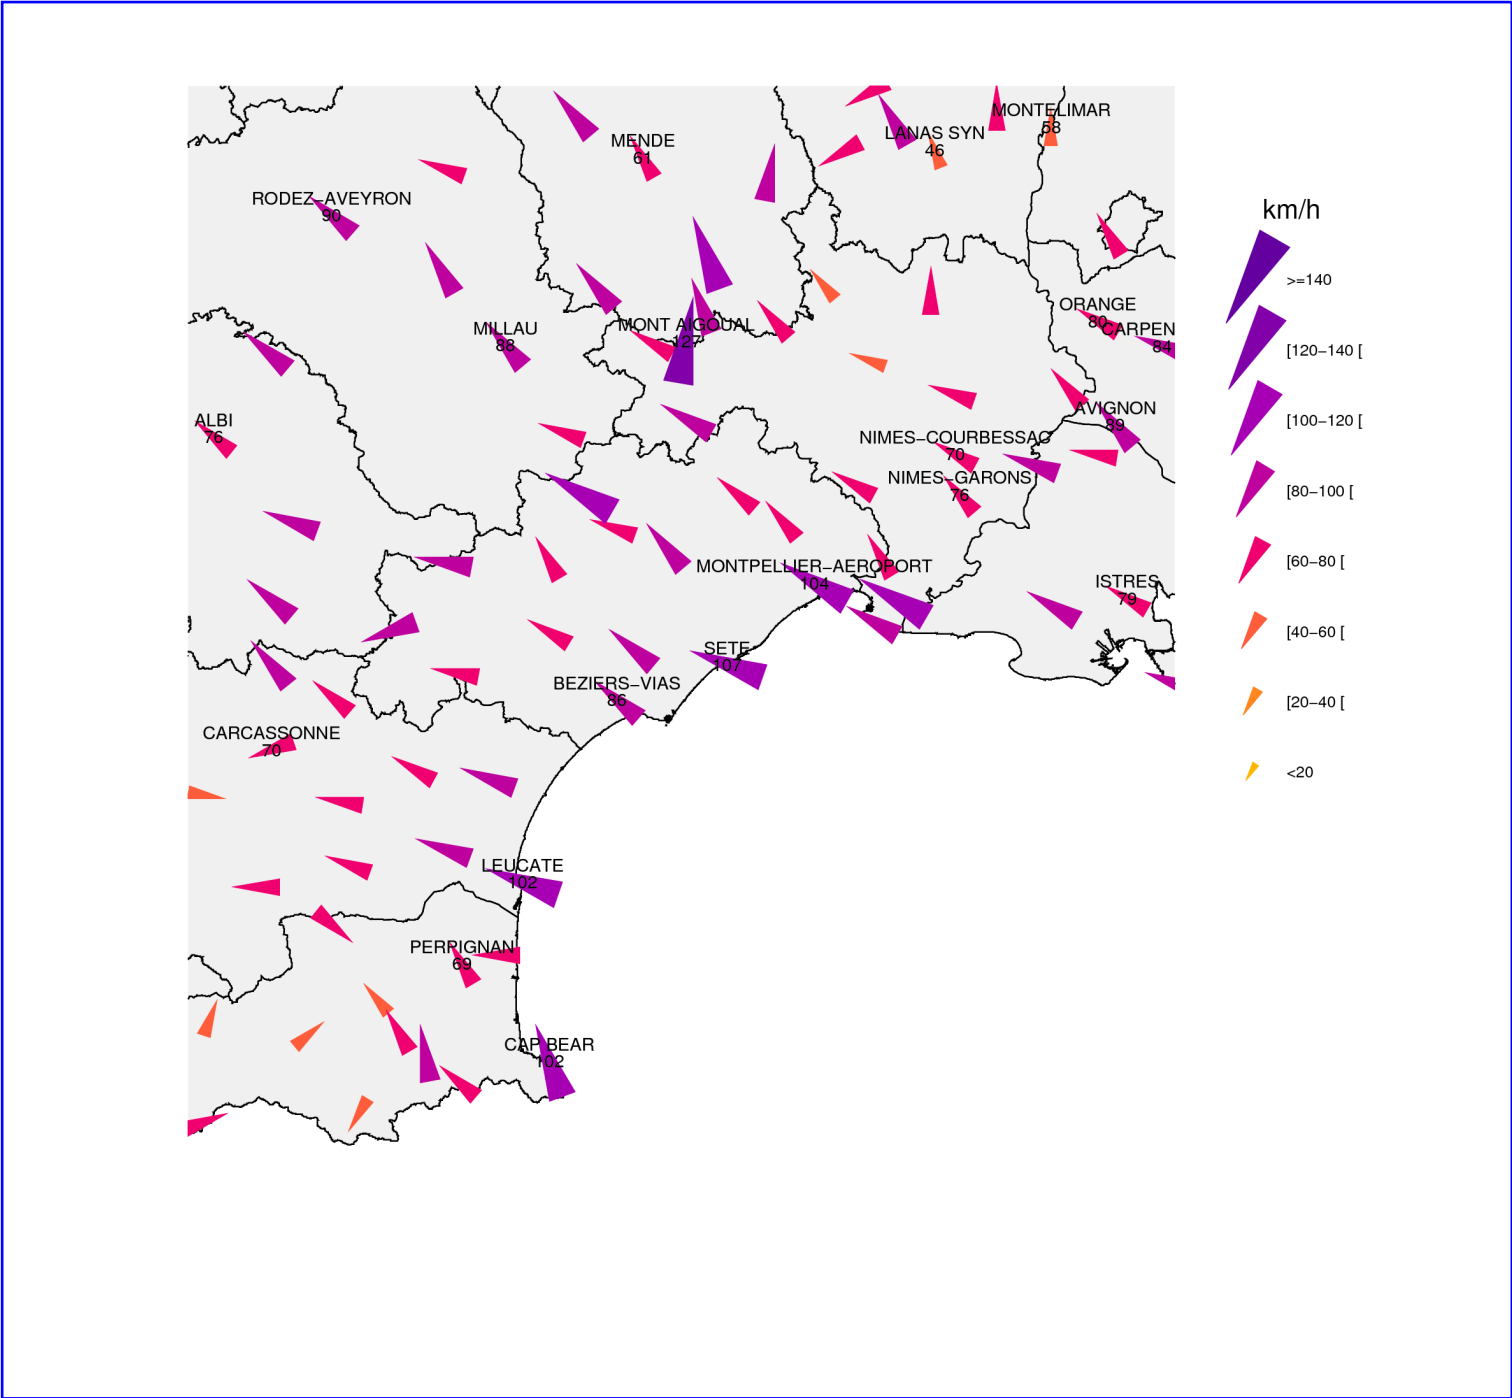 MONTELIMAR
58
LANAS SYN
46
MENDE
61
RODEZ–AVEYRON
90
km/h
>=140
[120–140 [
[100–120 [
[80–100 [
[60–80 [
[40–60 [
[20–40 [
<20
ORANGE
80
CARPEN
84
MONT AIGOUAL
127
MILLAU
88
AVIGNON
89
ALBI
76
NIMES–COURBESSAC
70
NIMES–GARONS
76
MONTPELLIER–AEROPORT
104
ISTRES
79
SETE
107
BEZIERS–VIAS
86
CARCASSONNE
70
LEUCATE
102
PERPIGNAN
69
CAP BEAR
102